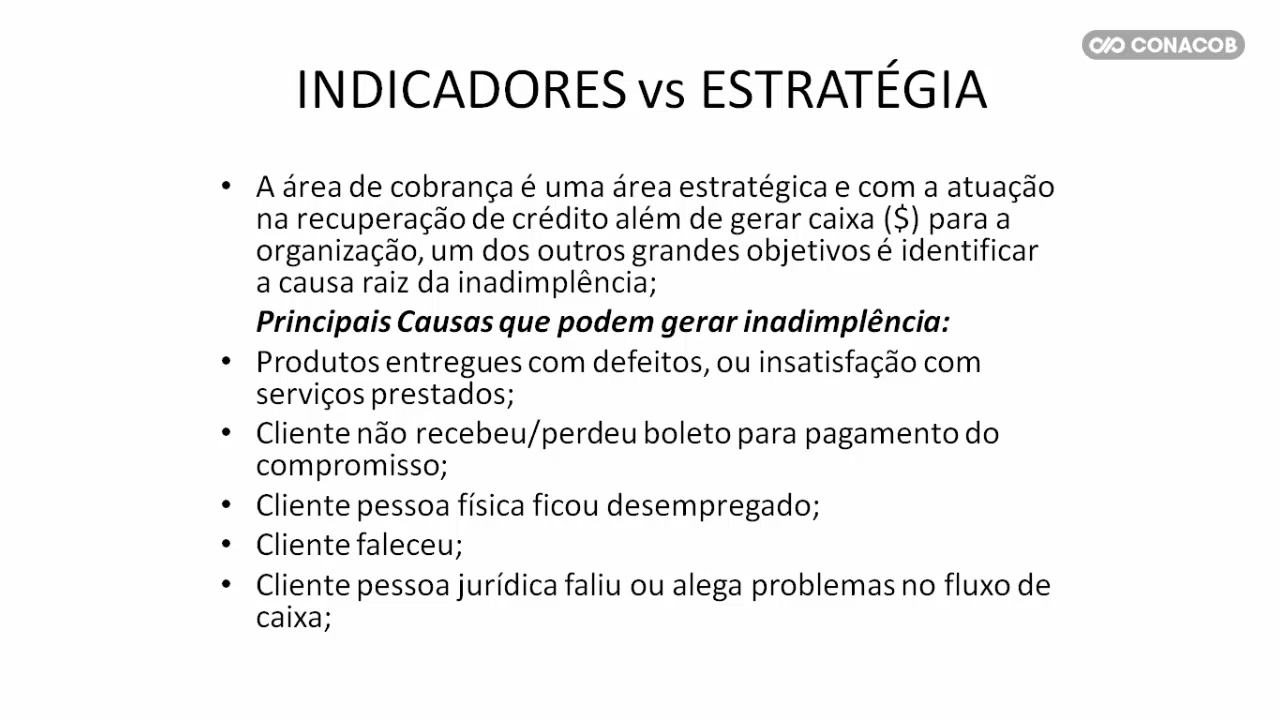 CONACOB
INDICADORES vs ESTRATÉGIA
• A área de cobrança é uma área estratégica e com a atuação
na recuperação de crédito além de gerar caixa ($) para a
organização, um dos outros grandes objetivos é identificar
a causa raiz da inadimplência;
Principais Causas que podem gerar inadimplência:
• Produtos entregues com defeitos, ou insatisfação com
serviços prestados;
• Cliente não recebeu/perdeu boleto para pagamento do
compromisso;
• Cliente pessoa física ficou desempregado;
• Cliente faleceu;
• Cliente pessoa jurídica faliu ou alega problemas no fluxo de
caixa;